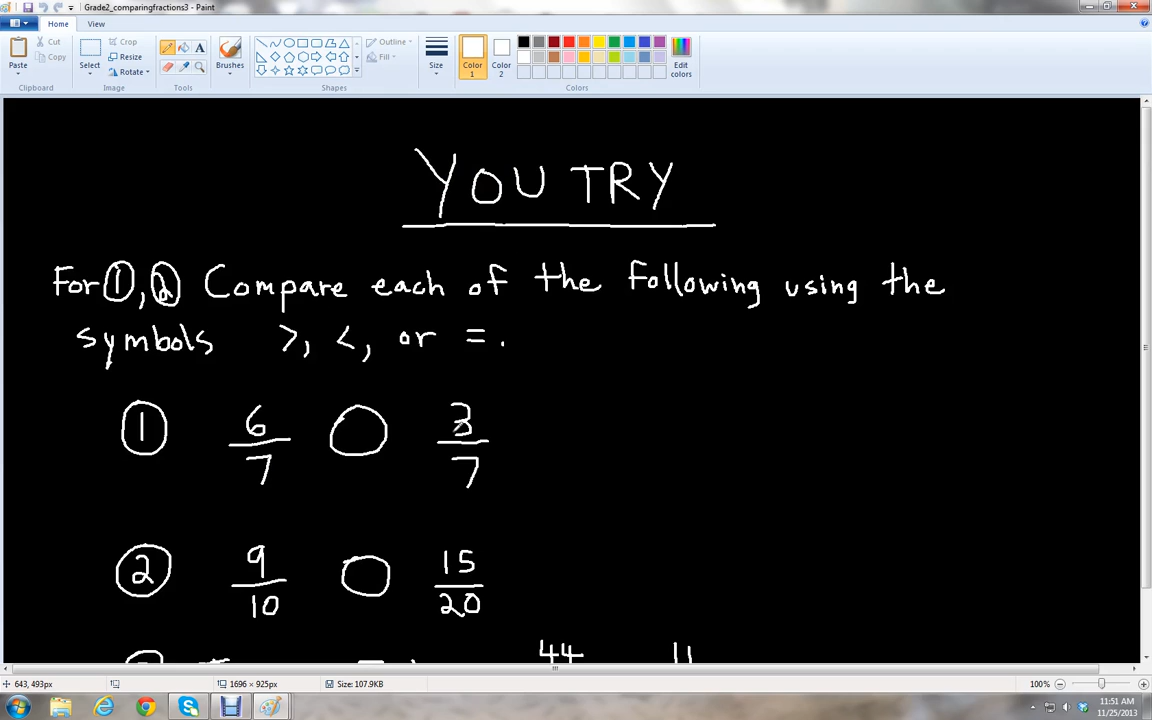 Grade2_comparingfractions3 - Paint
Home View
Paste
Cut
Copy
Clipboard
Select
Crop
Resize
Rotate
Image
Tools
Brushes
Outline
Fill
Shapes
Size
Color 1
Color 2
Edit colors
Colors
YOU TRY
For ①, ② Compare each of the following using the
symbols >, <, or = .
① 6/7 ○ 3/7
② 9/10 ○ 15/20
44 11
643, 493px
1696 × 925px
Size: 107.9KB
100%
11:51 AM
11/25/2013